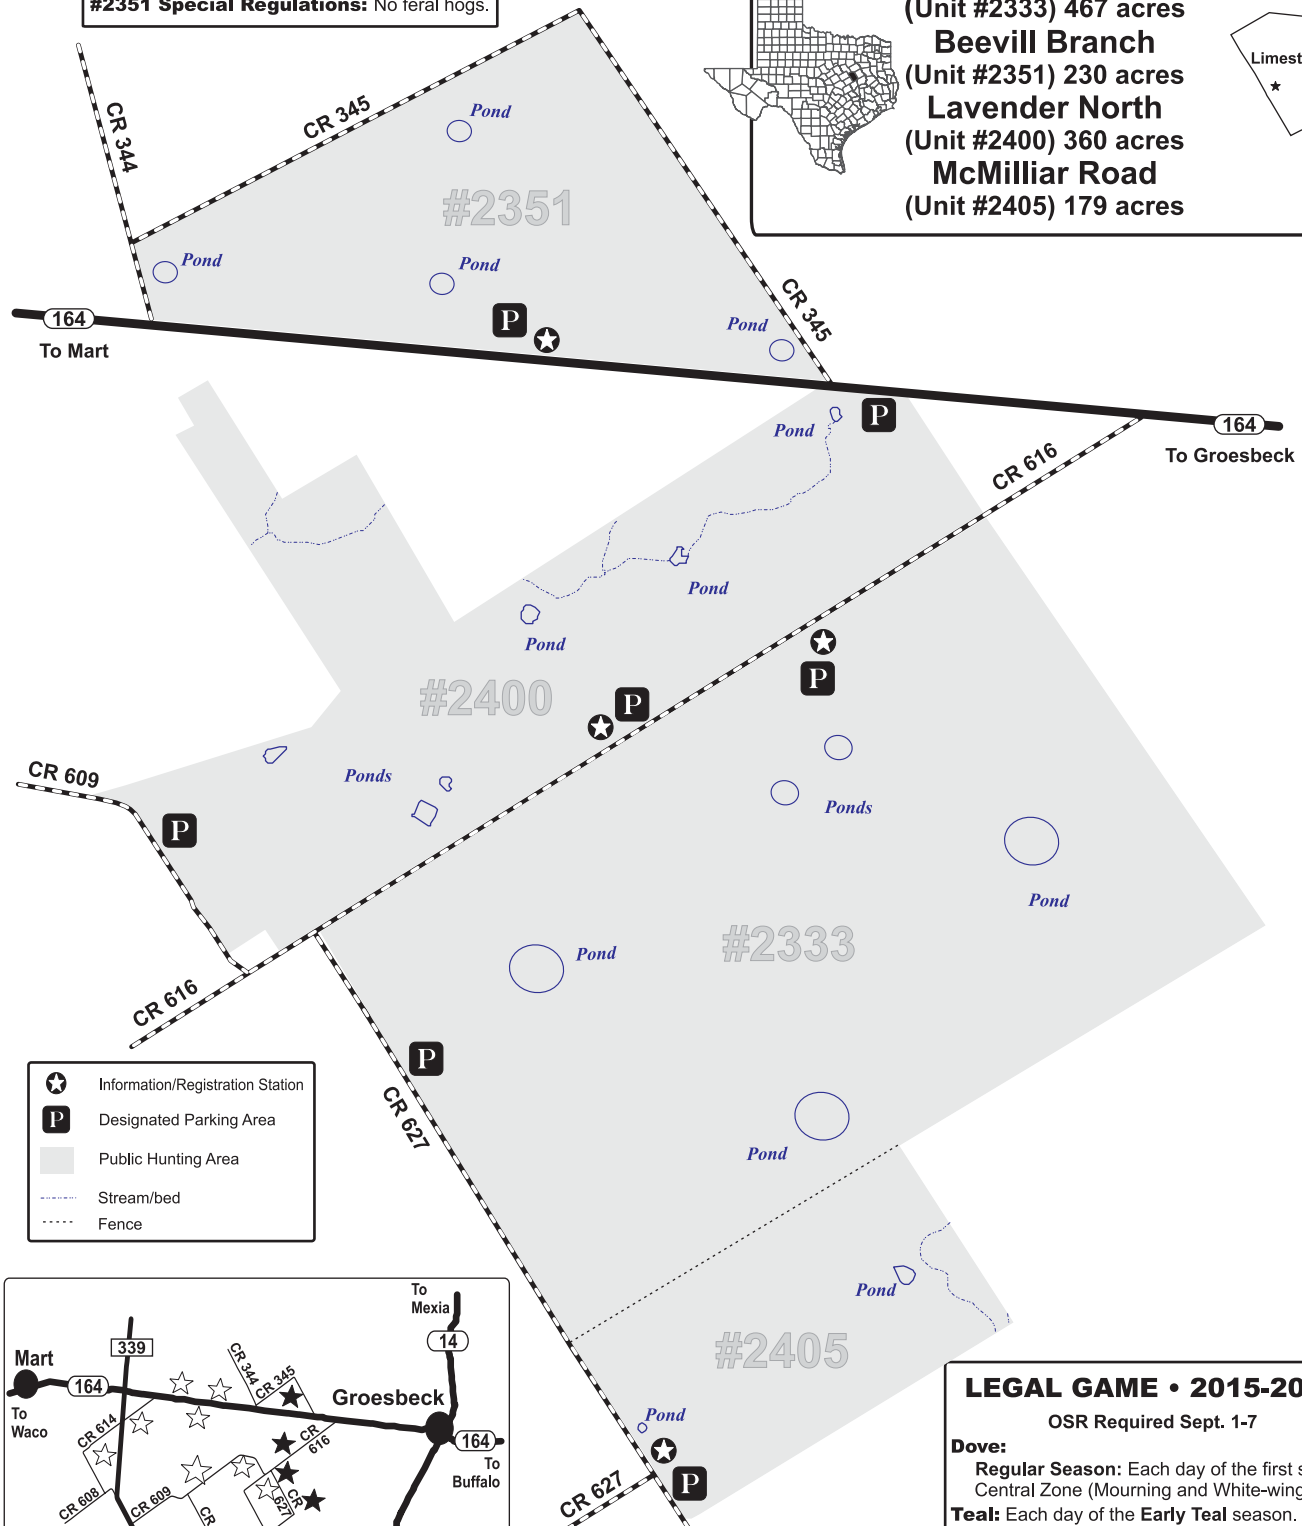 #2351 Special Regulations: No feral hogs.
(Unit #2333) 467 acres
Beevill Branch
(Unit #2351) 230 acres
Lavender North
(Unit #2400) 360 acres
McMilliar Road
(Unit #2405) 179 acres
Limest
CR 344
CR 345
Pond
#2351
Pond
Pond
P
Pond
CR 345
164
To Mart
P
Pond
164
To Groesbeck
CR 616
Pond
Pond
#2400
P
P
Ponds
CR 609
P
Ponds
Pond
#2333
Pond
CR 616
P
CR 627
Pond
Information/Registration Station
P Designated Parking Area
Public Hunting Area
Stream/bed
Fence
Pond
#2405
Pond
P
CR 627
To
Mexia
14
339
Mart
164
To
Waco
CR 344
CR 345
Groesbeck
CR 614
CR
616
164
To
Buffalo
CR 608
CR 609
CR
CR
627
LEGAL GAME • 2015-20
OSR Required Sept. 1-7
Dove:
Regular Season: Each day of the first s
Central Zone (Mourning and White-wing
Teal: Each day of the Early Teal season.